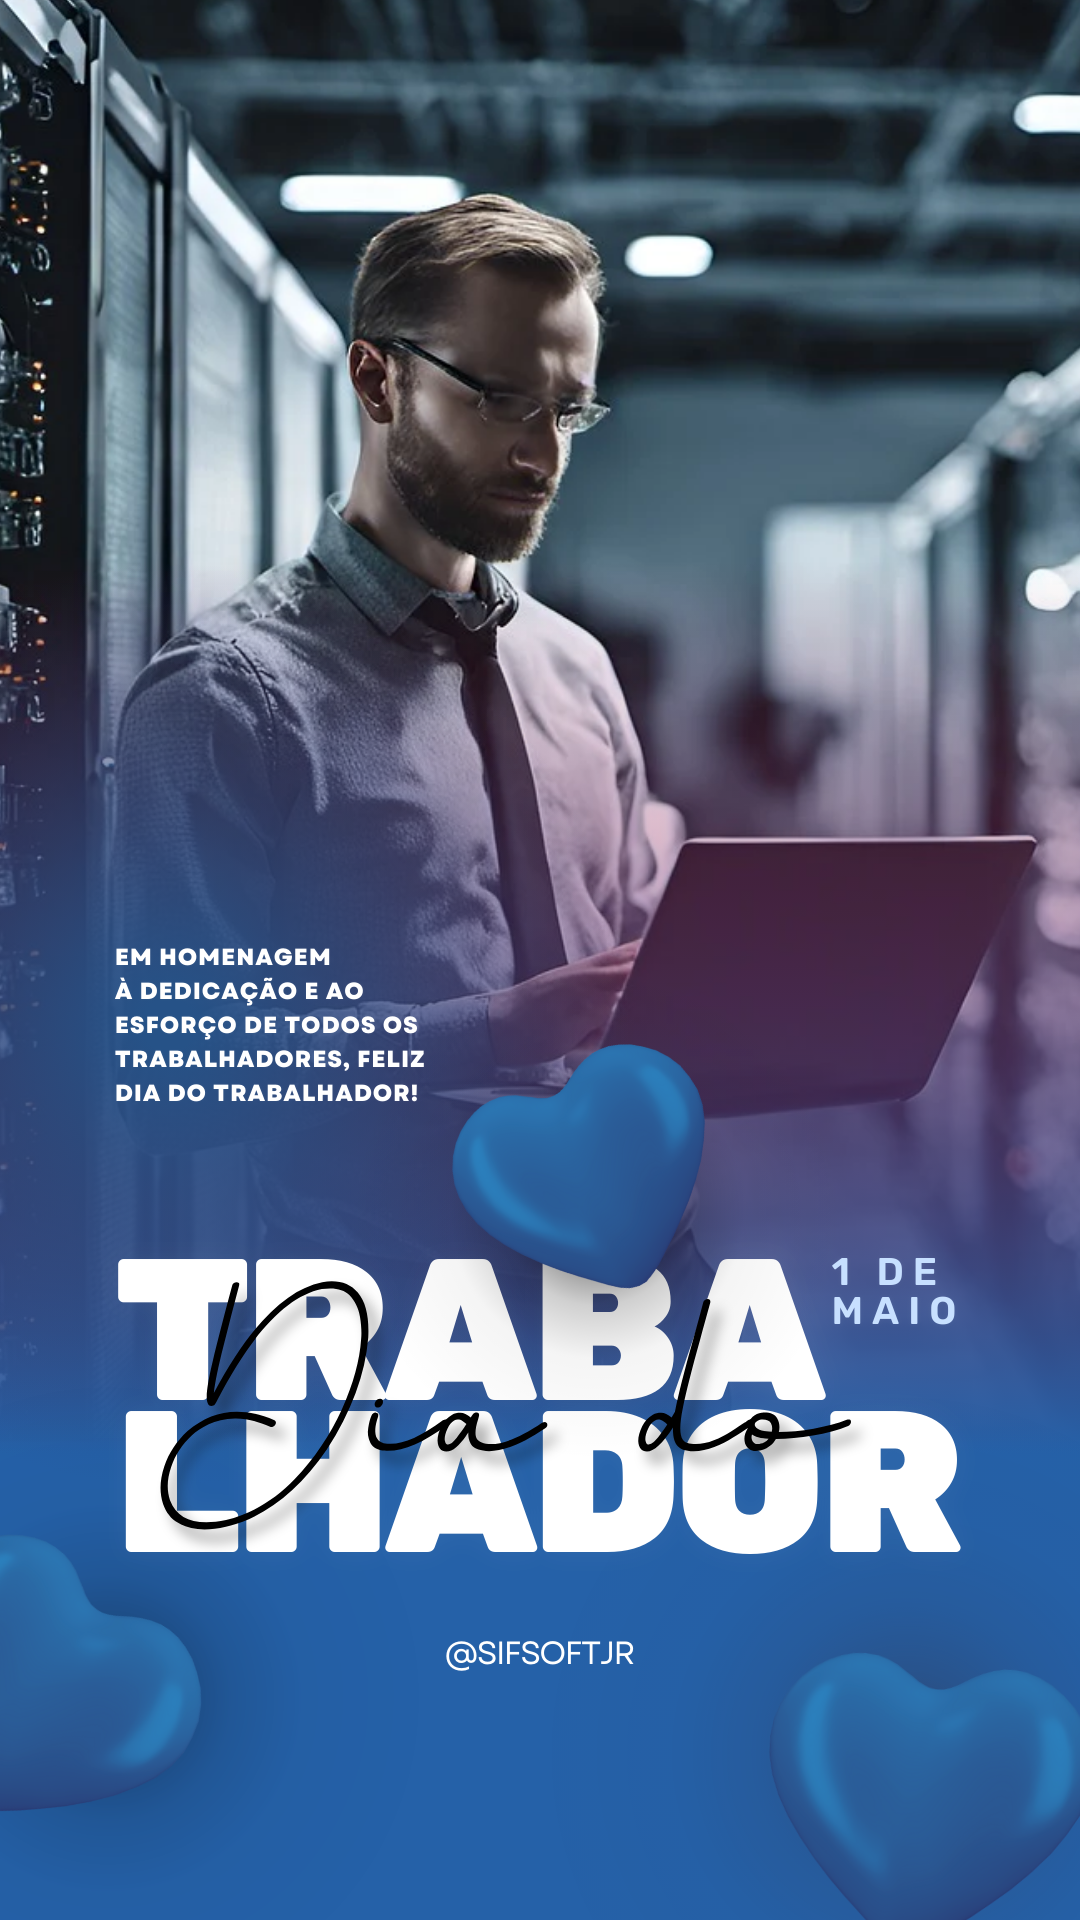 EM HOMENAGEM
À DEDICAÇÃO E AO
ESFORÇO DE TODOS OS
TRABALHADORES, FELIZ
DIA DO TRABALHADOR!
1 DE
MAIO
Dia do
TRABA
LHADOR
@SIFSOFTJR